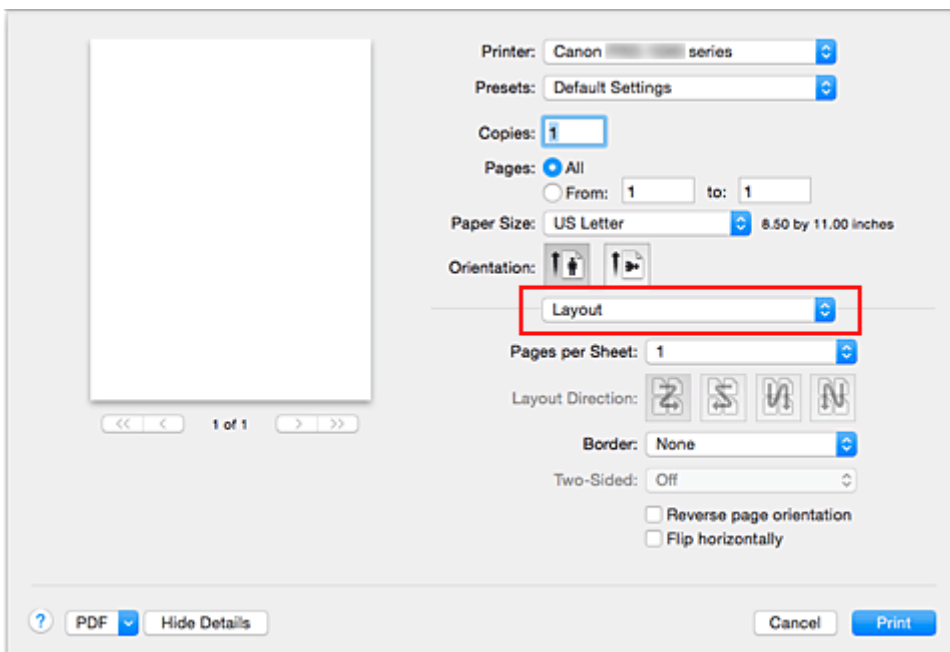 Printer: Canon series
Presets: Default Settings
Copies: 1
Pages: All
From: 1 to: 1
Paper Size: US Letter 8.50 by 11.00 inches
Orientation:
Layout
Pages per Sheet: 1
Layout Direction:
1 of 1
Border: None
Two-Sided: Off
Reverse page orientation
Flip horizontally
? PDF Hide Details Cancel Print